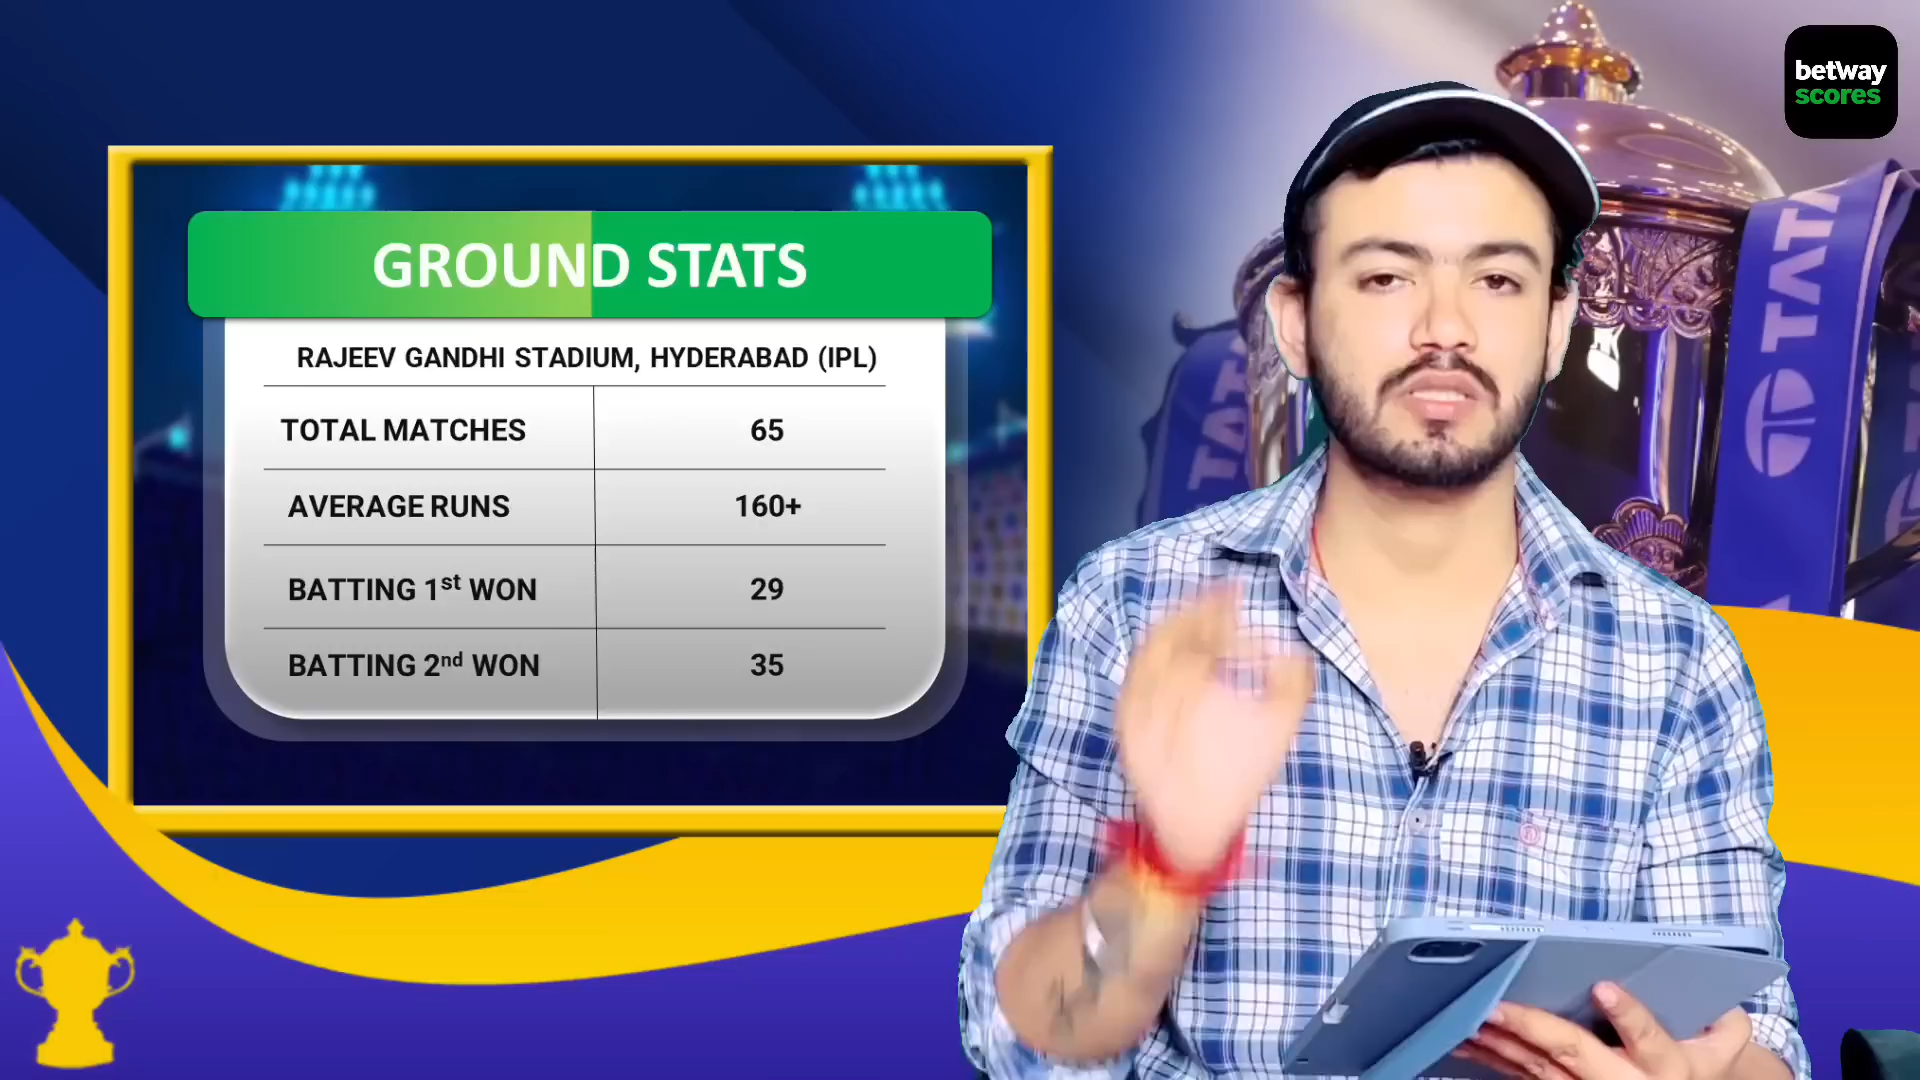 betway
scores
GROUND STATS
RAJEEV GANDHI STADIUM, HYDERABAD (IPL)
TOTAL MATCHES 65
AVERAGE RUNS 160+
BATTING 1st WON 29
BATTING 2nd WON 35
TATA
TATA